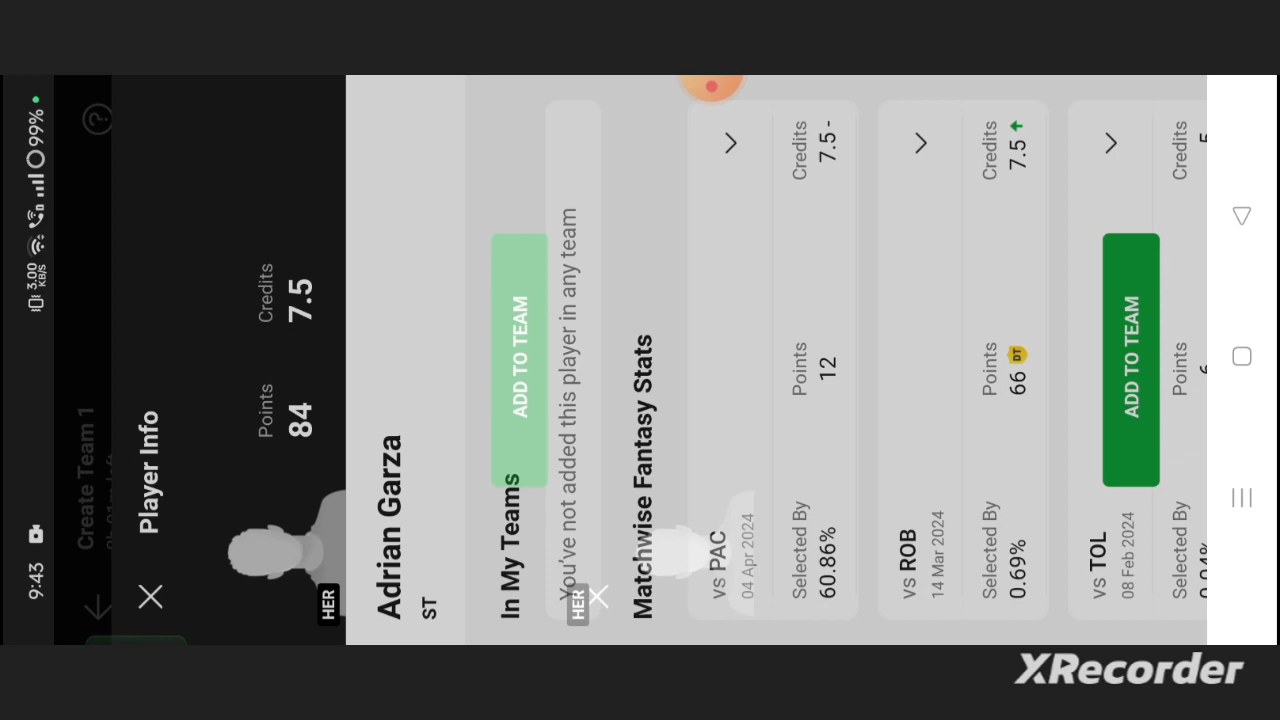 9:43
3.00
KB/S
99%
Create Team 1
Player Info
Points
84
Credits
7.5
HER
Adrian Garza
ST
In My Teams
ADD TO TEAM
You've not added this player in any team
HER
Matchwise Fantasy Stats
vs PAC
04 Apr 2024
Selected By
60.86%
Points
12
Credits
7.5 -
vs ROB
14 Mar 2024
Selected By
0.69%
Points
66 DT
Credits
7.5
vs TOL
08 Feb 2024
ADD TO TEAM
Selected By
Points
Credits
XRecorder